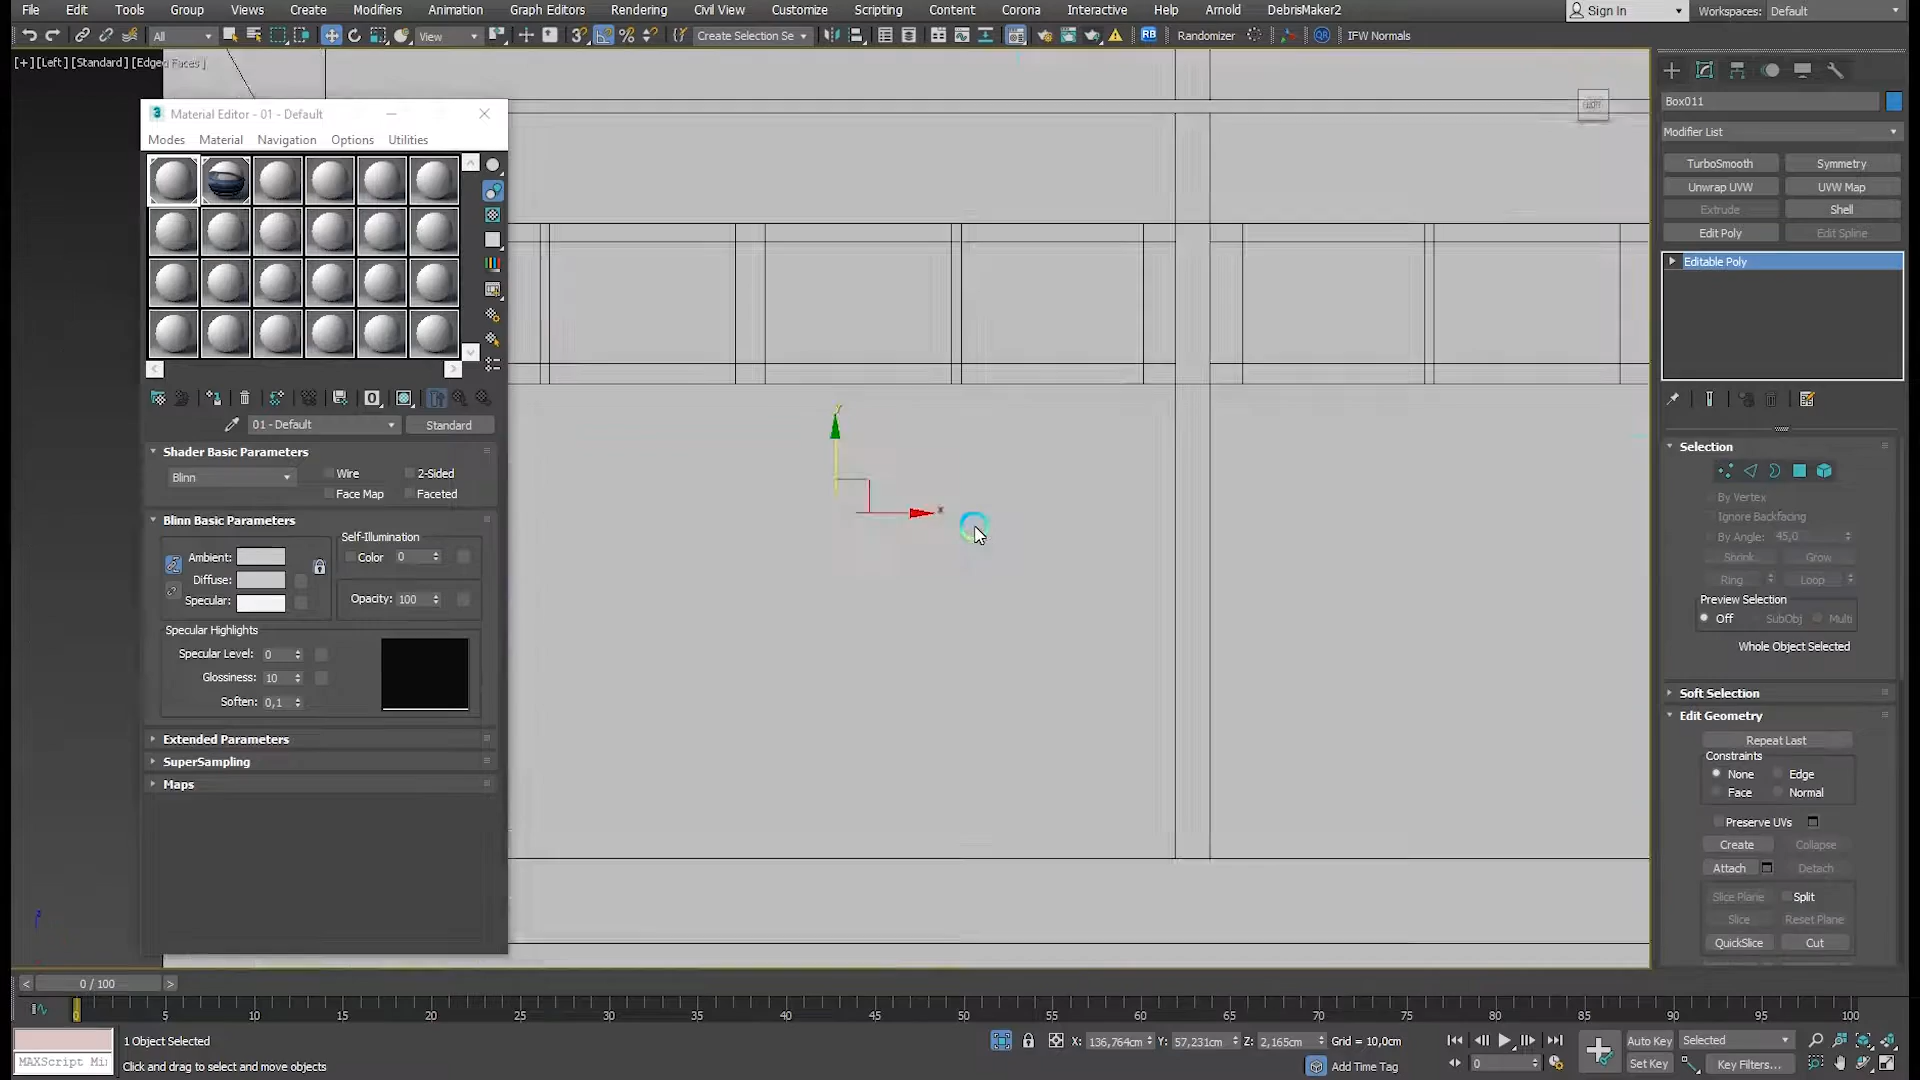 File Edit Tools Group Views Create Modifiers Animation Graph Editors Rendering Civil View Customize Scripting Content Corona Interactive Help Arnold DebrisMaker2 Sign In Workspaces: Default
All View Create Selection Se RB Randomizer QR IFW Normals
[+] [Left] [Standard] [Edged Faces]
Material Editor - 01 - Default
Modes Material Navigation Options Utilities
01 - Default Standard
Shader Basic Parameters
Blinn Wire 2-Sided
Face Map Faceted
Blinn Basic Parameters
Self-Illumination
Ambient: Color 0
Diffuse:
Specular: Opacity: 100
Specular Highlights
Specular Level: 0
Glossiness: 10
Soften: 0,1
Extended Parameters
SuperSampling
Maps
y
x
z
Box011
Modifier List
TurboSmooth Symmetry
Unwrap UVW UVW Map
Extrude Shell
Edit Poly Edit Spline
Editable Poly
Selection
By Vertex
Ignore Backfacing
By Angle: 45,0
Shrink Grow
Ring Loop
Preview Selection
Off SubObj Multi
Whole Object Selected
Soft Selection
Edit Geometry
Repeat Last
Constraints
None Edge
Face Normal
Preserve UVs
Create Collapse
Attach Detach
Slice Plane Split
Slice Reset Plane
QuickSlice Cut
< 0 / 100 >
0 5 10 15 20 25 30 35 40 45 50 55 60 65 70 75 80 85 90 95 100
1 Object Selected X: 136,764cm Y: 57,231cm Z: 2,165cm Grid = 10,0cm Auto Key Selected
MAXScript Mi Click and drag to select and move objects Add Time Tag 0 Set Key Key Filters...